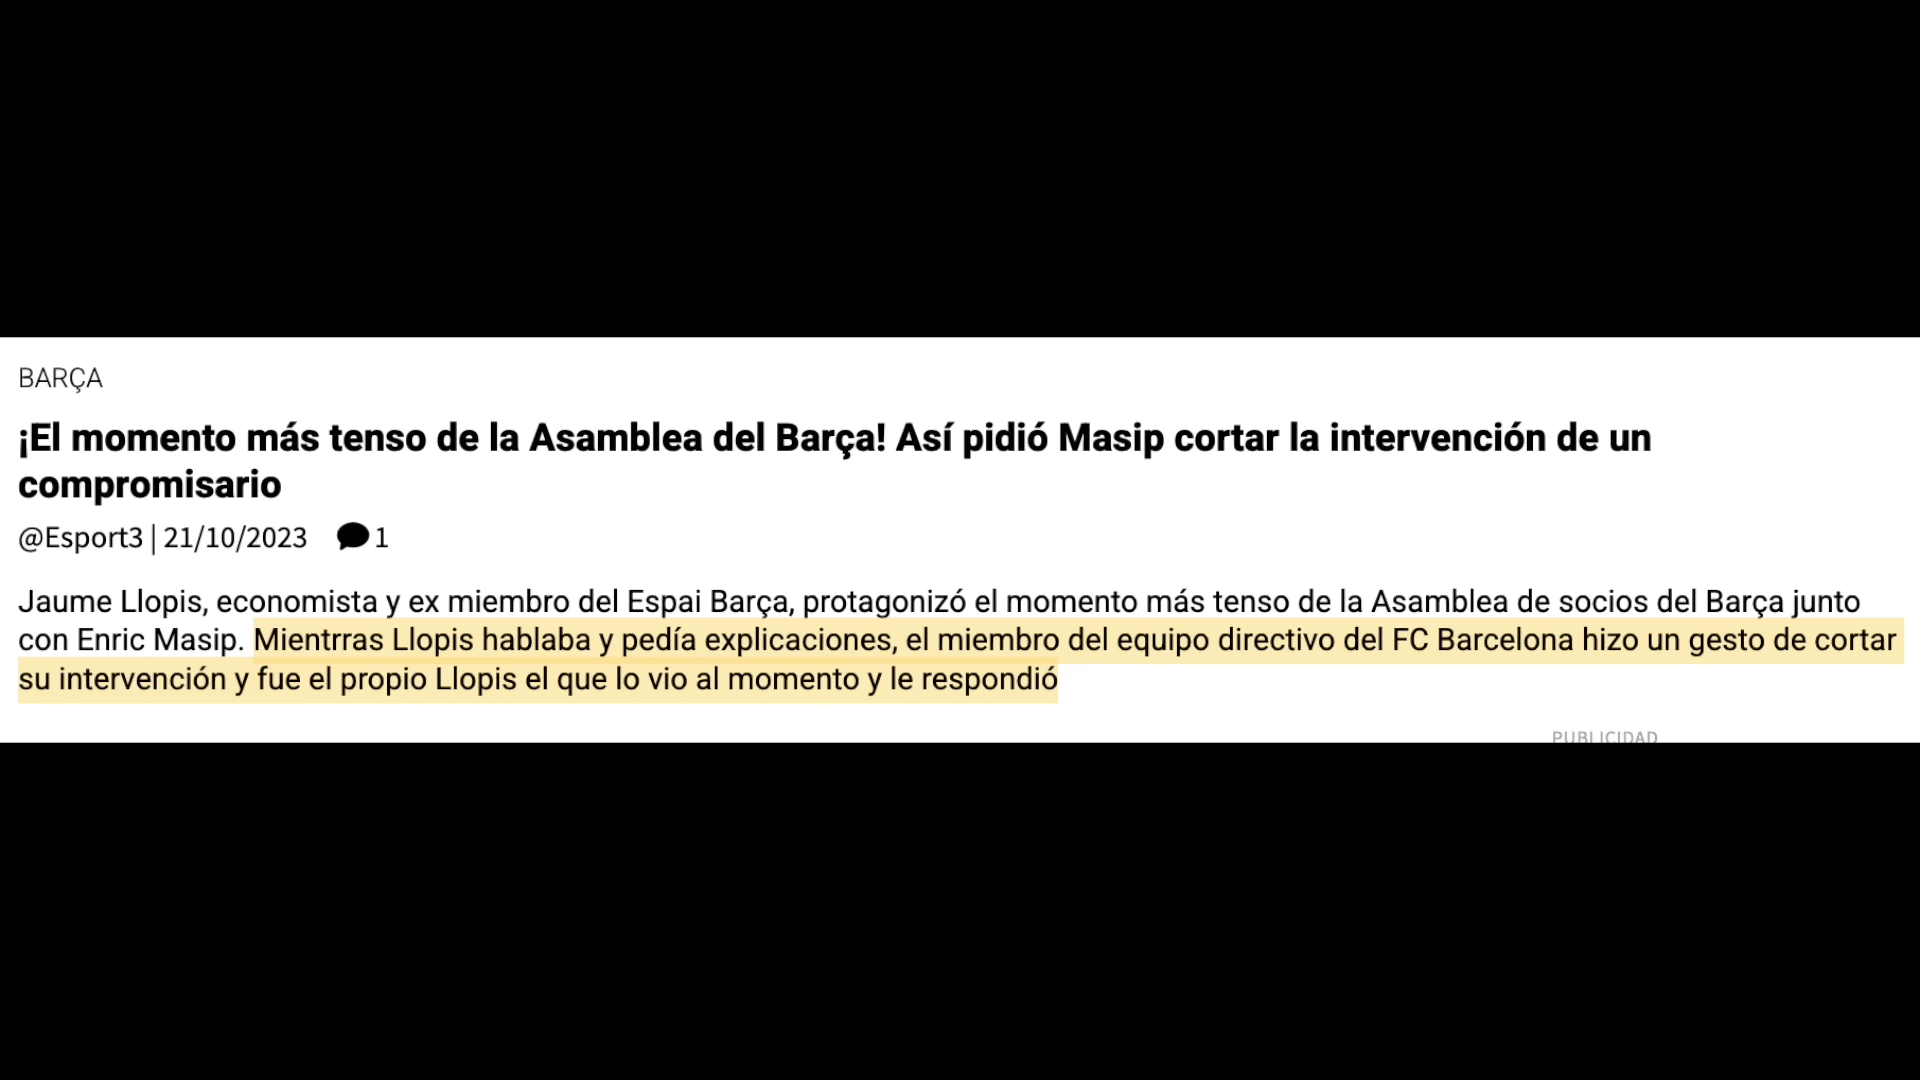 BARÇA
¡El momento más tenso de la Asamblea del Barça! Así pidió Masip cortar la intervención de un
compromisario
@Esport3 | 21/10/2023 1
Jaume Llopis, economista y ex miembro del Espai Barça, protagonizó el momento más tenso de la Asamblea de socios del Barça junto
con Enric Masip. Mientrras Llopis hablaba y pedía explicaciones, el miembro del equipo directivo del FC Barcelona hizo un gesto de cortar
su intervención y fue el propio Llopis el que lo vio al momento y le respondió
PUBLICIDAD